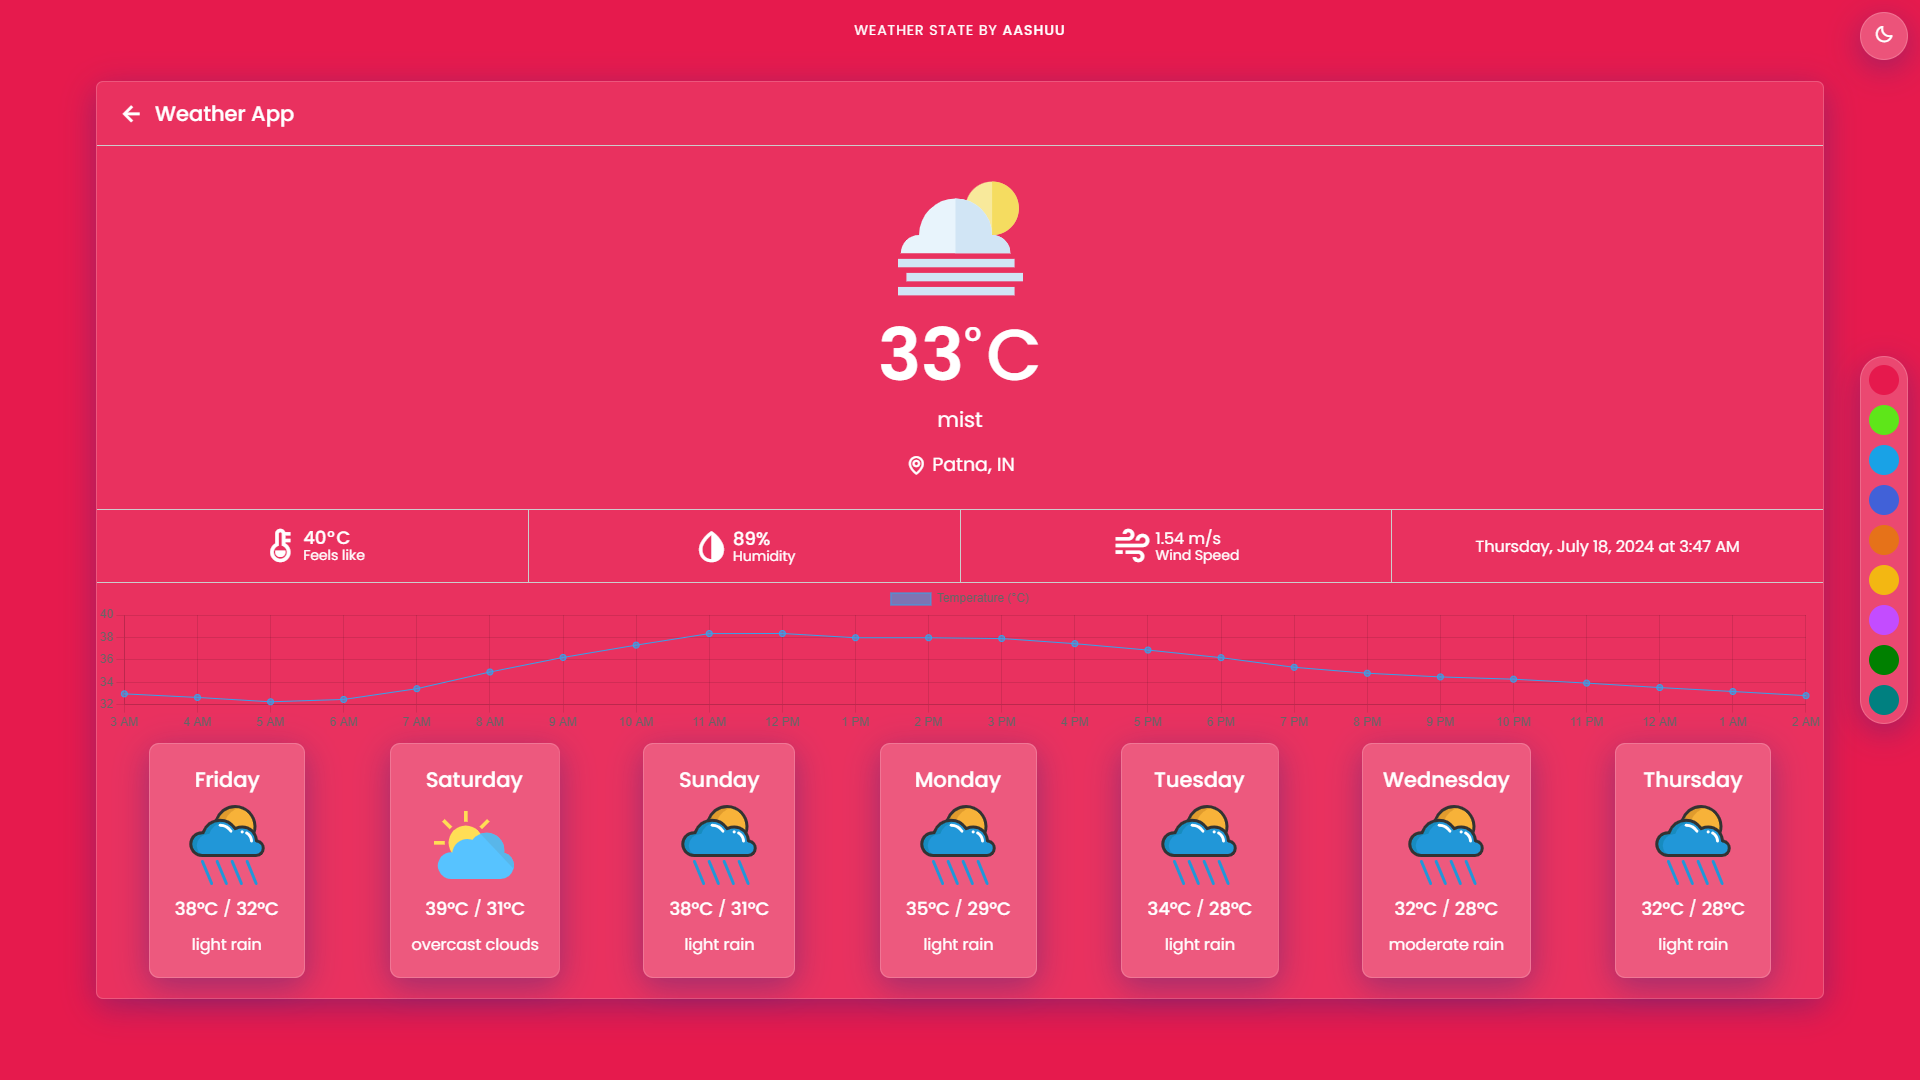 WEATHER STATE BY AASHUU
Weather App
33°C
mist
Patna, IN
40°C
Feels like
89%
Humidity
1.54 m/s
Wind Speed
Thursday, July 18, 2024 at 3:47 AM
Temperature (°C)
40
38
36
34
32
3 AM 4 AM 5 AM 6 AM 7 AM 8 AM 9 AM 10 AM 11 AM 12 PM 1 PM 2 PM 3 PM 4 PM 5 PM 6 PM 7 PM 8 PM 9 PM 10 PM 11 PM 12 AM 1 AM 2 AM
Friday
38°C / 32°C
light rain
Saturday
39°C / 31°C
overcast clouds
Sunday
38°C / 31°C
light rain
Monday
35°C / 29°C
light rain
Tuesday
34°C / 28°C
light rain
Wednesday
32°C / 28°C
moderate rain
Thursday
32°C / 28°C
light rain